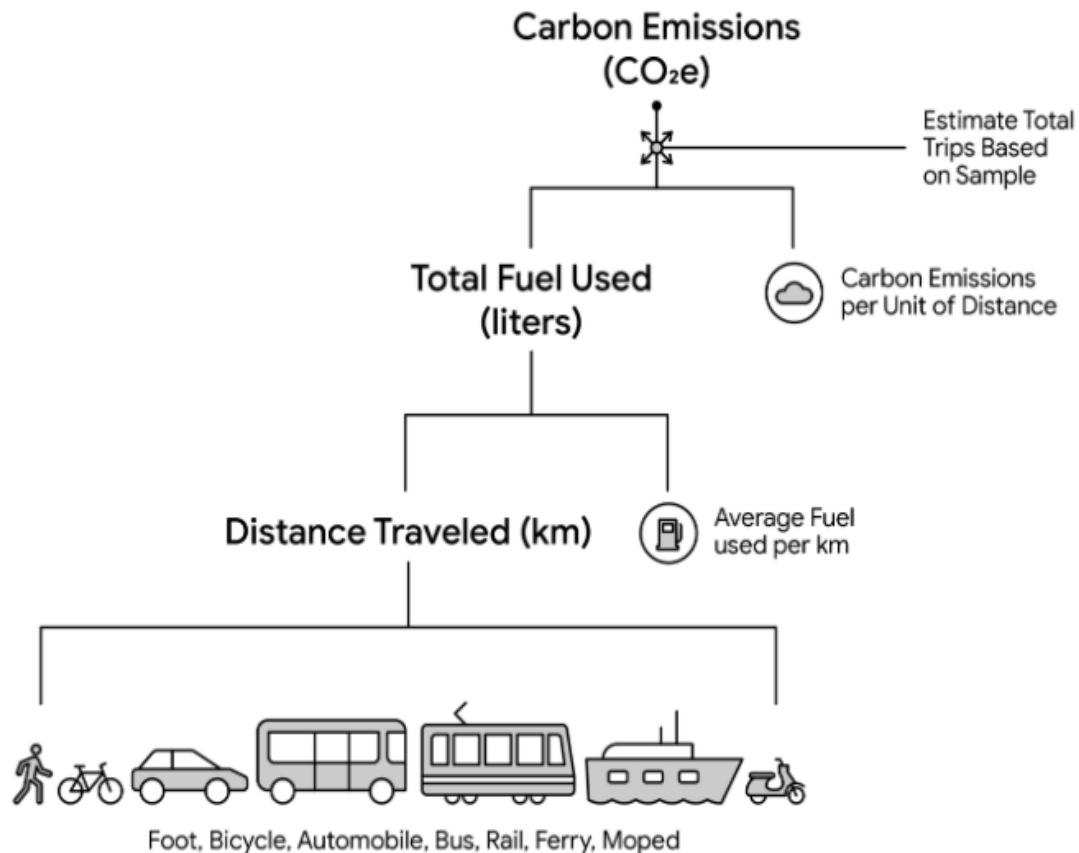 Carbon Emissions
(CO₂e)
Estimate Total
Trips Based
on Sample
Total Fuel Used
(liters)
Carbon Emissions
per Unit of Distance
Distance Traveled (km)
Average Fuel
used per km
Foot, Bicycle, Automobile, Bus, Rail, Ferry, Moped